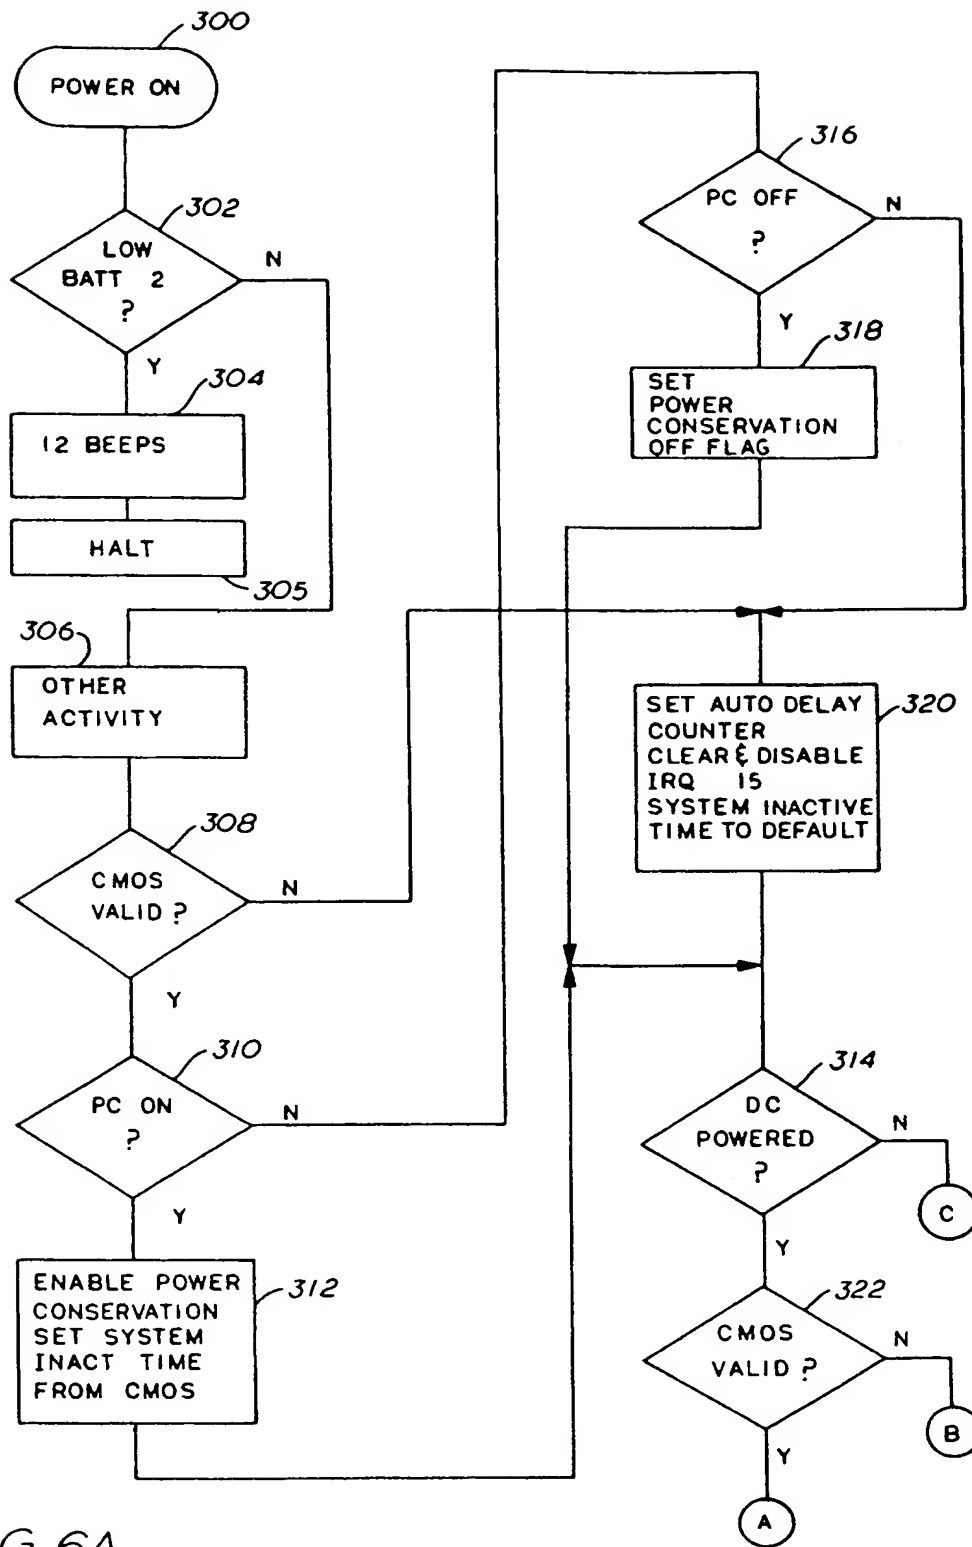 300
POWER ON
302
LOW
BATT 2
?
N
Y
304
12 BEEPS
HALT
305
306
OTHER
ACTIVITY
308
CMOS
VALID ?
N
Y
310
PC ON
?
N
Y
312
ENABLE POWER
CONSERVATION
SET SYSTEM
INACT TIME
FROM CMOS
316
PC OFF
?
N
Y
318
SET
POWER
CONSERVATION
OFF FLAG
320
SET AUTO DELAY
COUNTER
CLEAR & DISABLE
IRQ 15
SYSTEM INACTIVE
TIME TO DEFAULT
314
DC
POWERED
?
N
C
Y
322
CMOS
VALID ?
N
B
Y
A
G. 6A